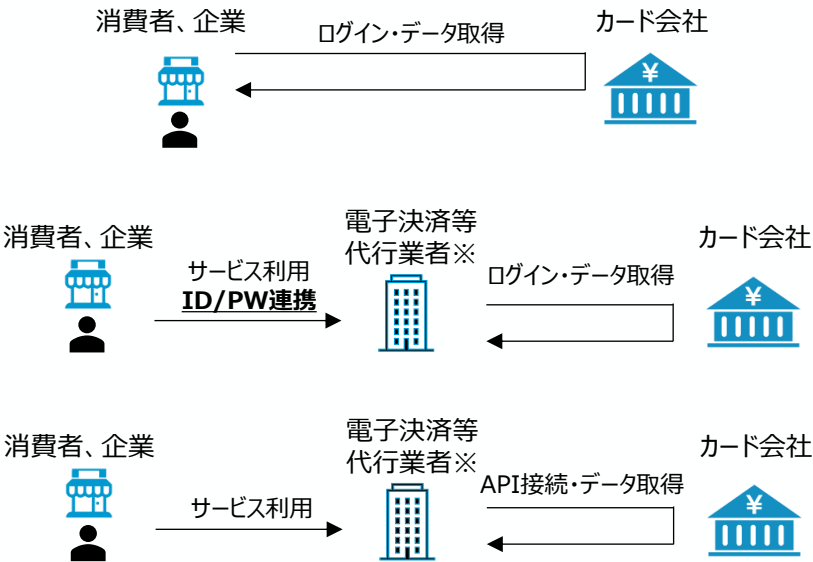 消費者、企業
ログイン・データ取得
カード会社
¥
消費者、企業
サービス利用
ID/PW連携
電子決済等
代行業者※
ログイン・データ取得
カード会社
¥
消費者、企業
サービス利用
電子決済等
代行業者※
API接続・データ取得
カード会社
¥